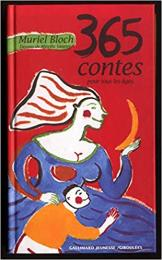 Muriel Bloch
365
contes
pour tous les âges
GALLIMARD JEUNESSE/GIBOULÉES